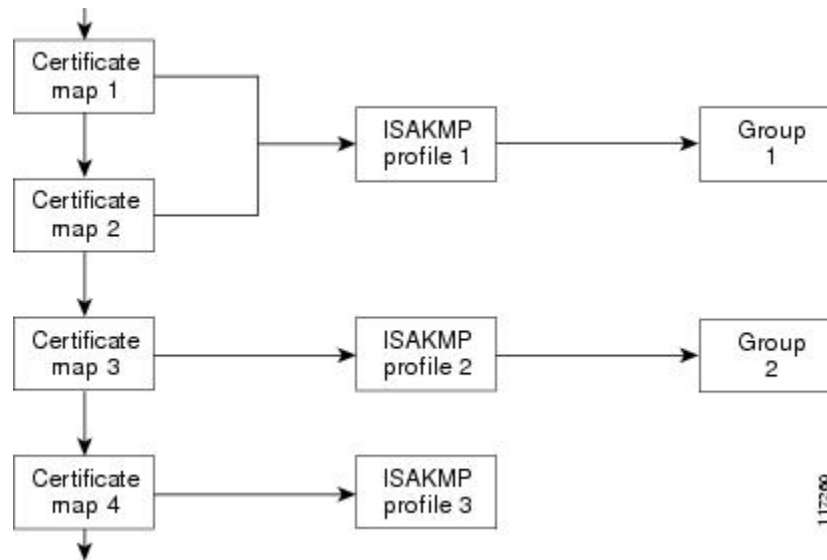 Certificate
map 1
ISAKMP
profile 1
Group
1
Certificate
map 2
Certificate
map 3
ISAKMP
profile 2
Group
2
Certificate
map 4
ISAKMP
profile 3
117269